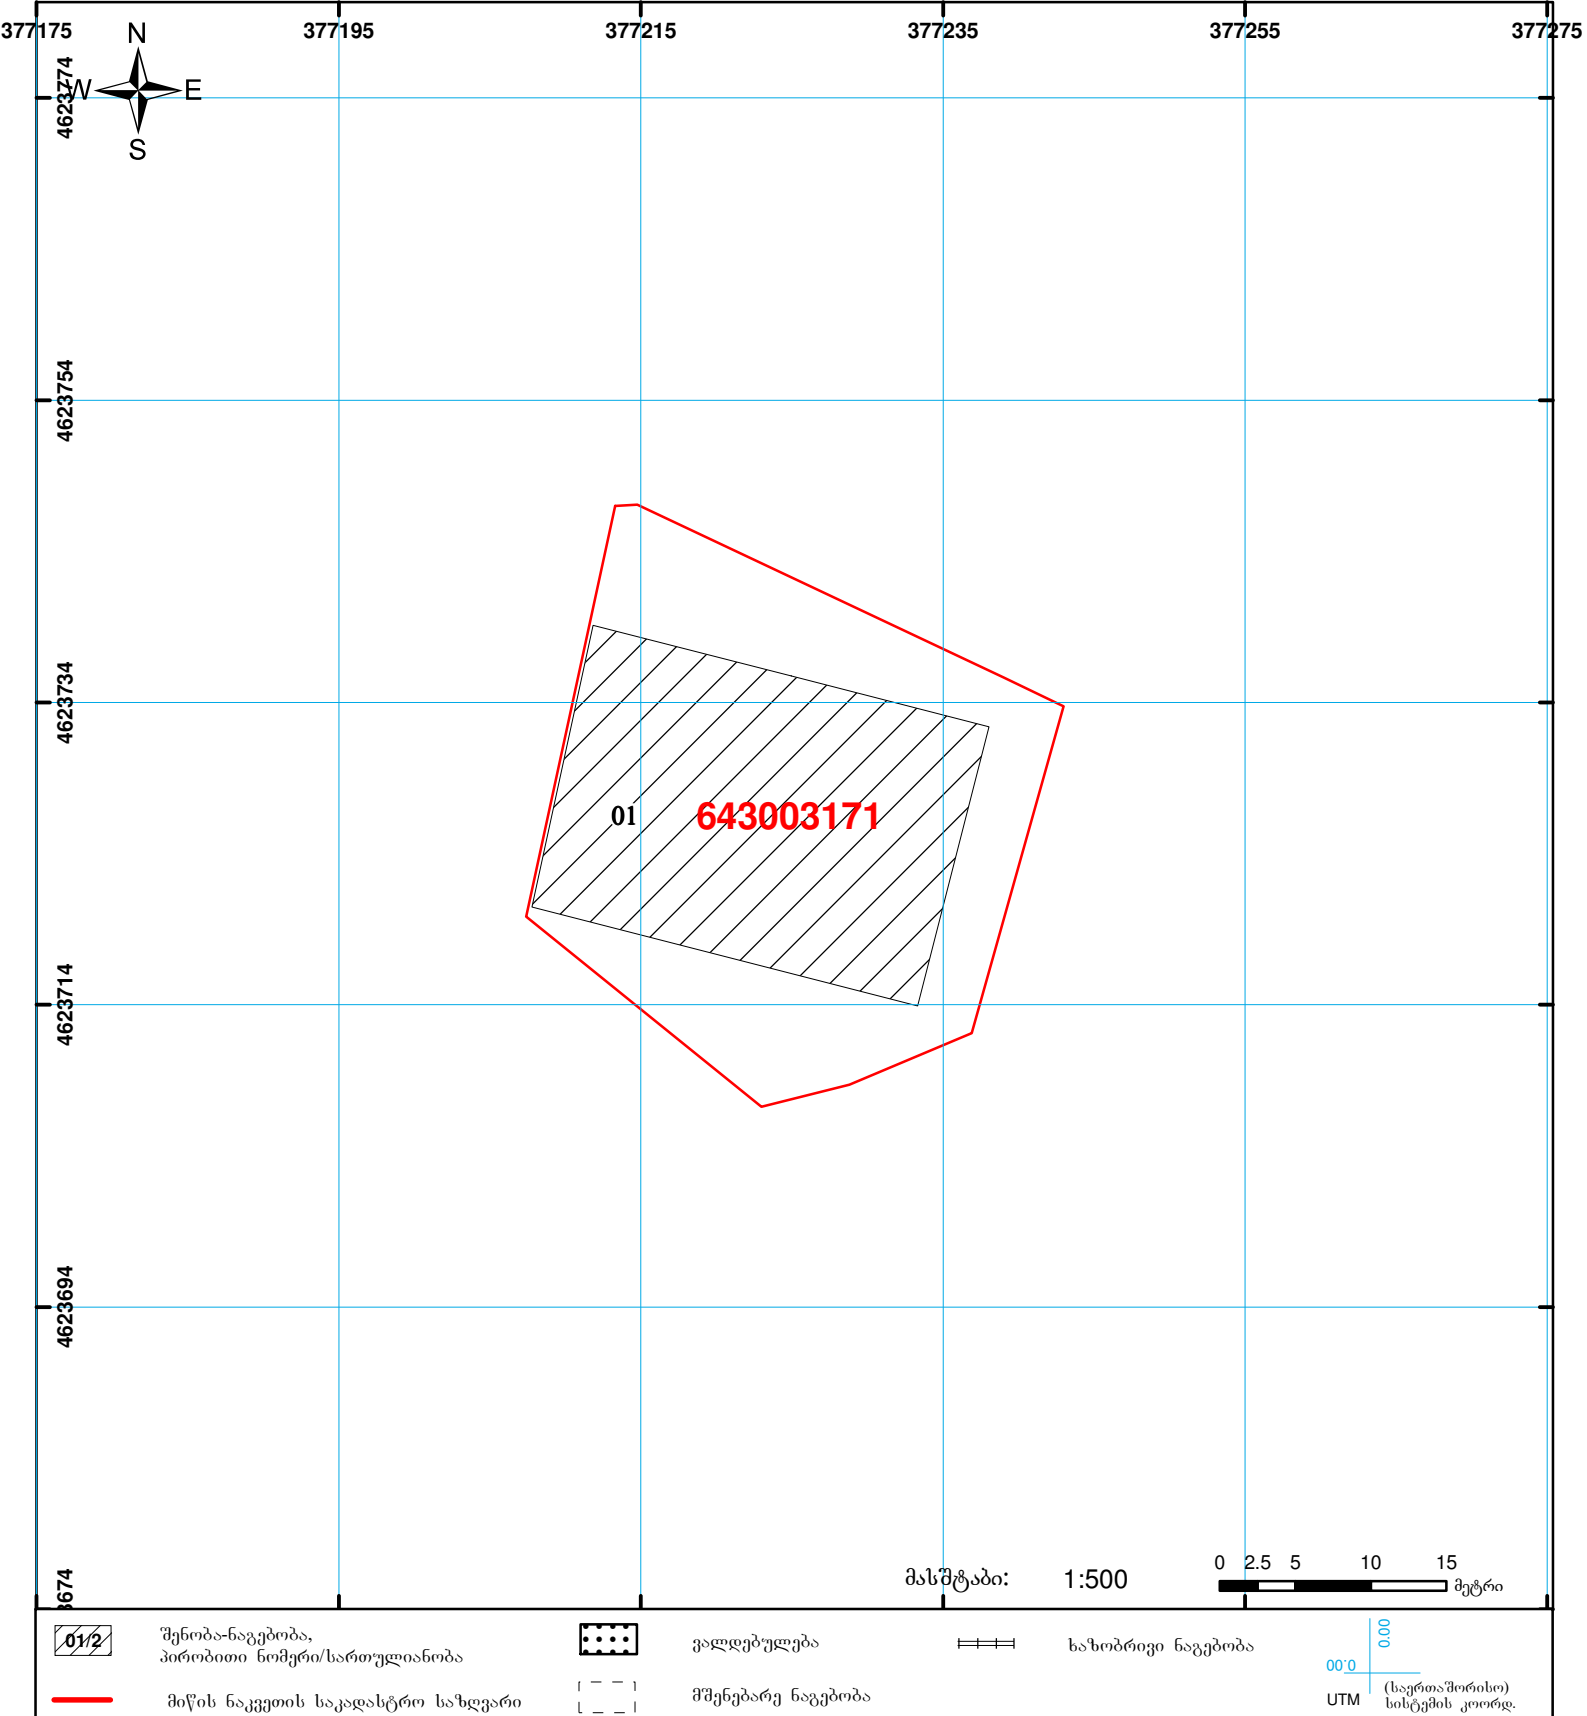 377175 377195 377215 377235 377255 377275
N
W E
S
4623774
4623754
4623734
01 643003171
4623714
4623694
3674
მასშტაბი: 1:500
0 2.5 5 10 15
მეტრი
01/2
შენობა-ნაგებობა,
პირობითი ნომერი/სართულიანობა
ვალდებულება
ხაზობრივი ნაგებობა
0.00
00.0
მიწის ნაკვეთის საკადასტრო საზღვარი
მშენებარე ნაგებობა
UTM
(საერთაშორისო)
სისტემის კოორდ.